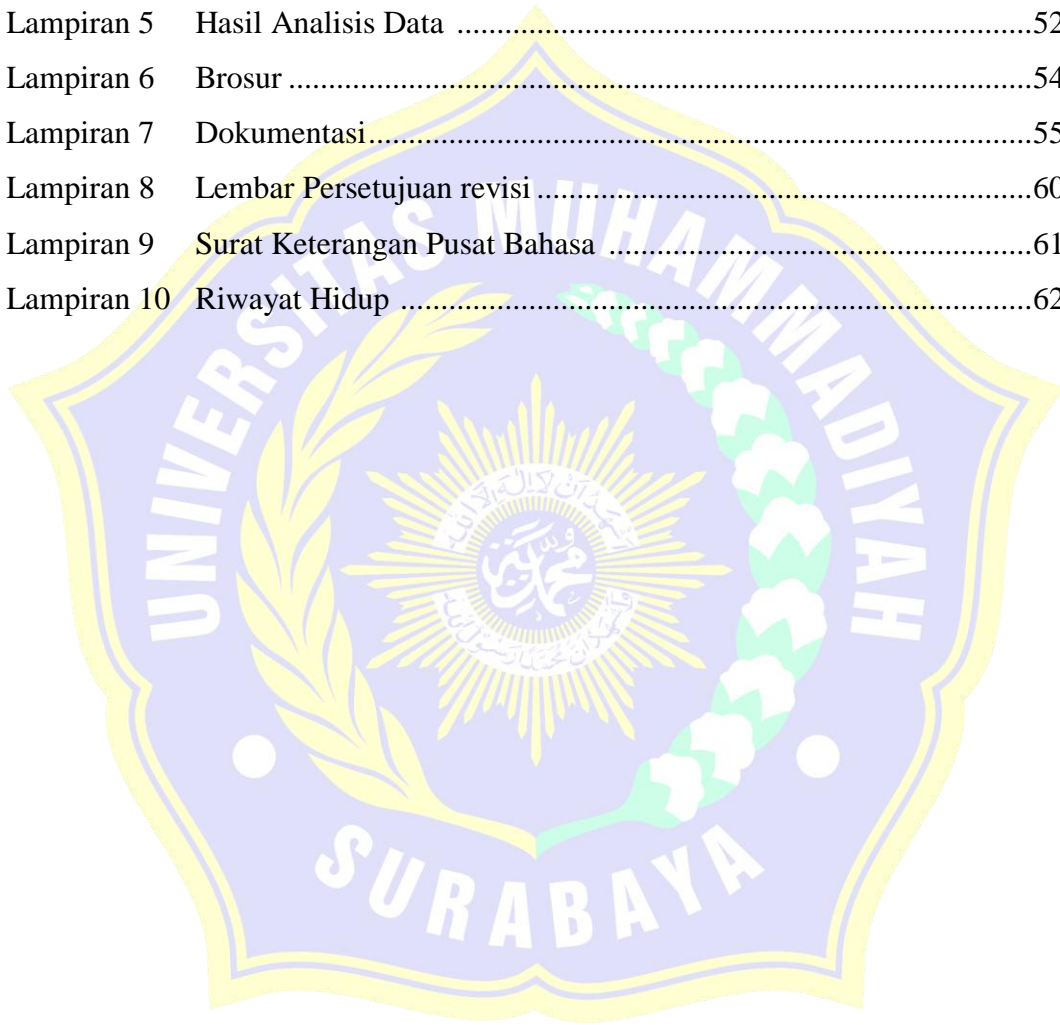 Lampiran 5 Hasil Analisis Data ........................................................................52
Lampiran 6 Brosur .............................................................................................54
Lampiran 7 Dokumentasi...................................................................................55
Lampiran 8 Lembar Persetujuan revisi..............................................................60
Lampiran 9 Surat Keterangan Pusat Bahasa .....................................................61
Lampiran 10 Riwayat Hidup ...............................................................................62
UNIVERSITAS MUHAMMADIYAH
SURABAYA